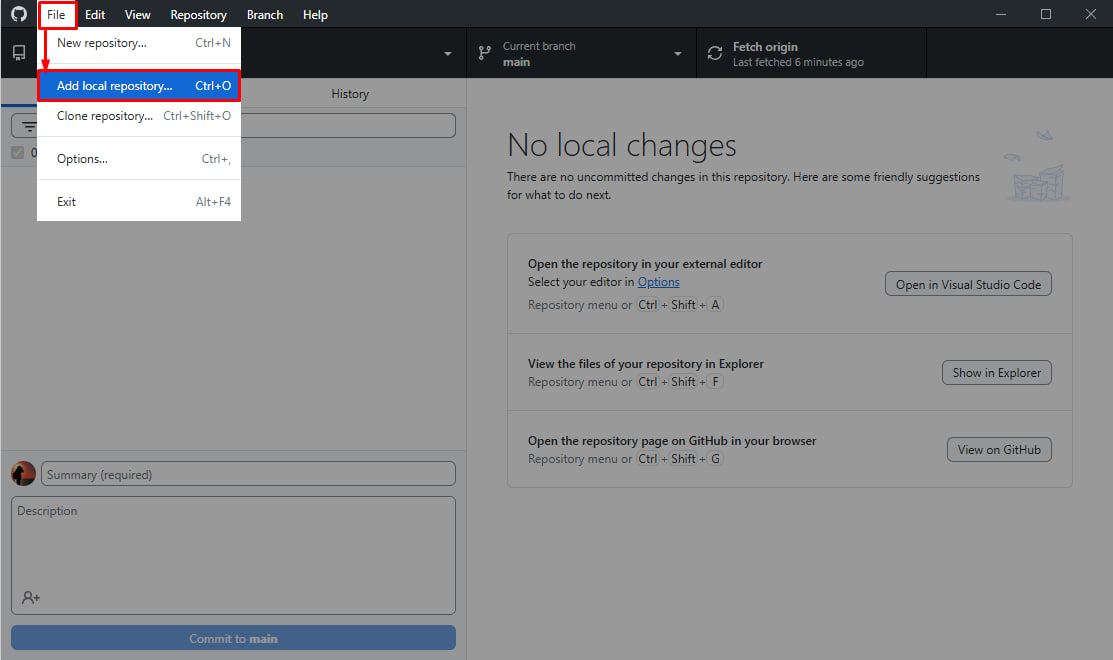 File Edit View Repository Branch Help
New repository... Ctrl+N
Add local repository... Ctrl+O
Clone repository... Ctrl+Shift+O
Options... Ctrl+,
Exit Alt+F4
Current branch
main
Fetch origin
Last fetched 6 minutes ago
History
0
No local changes
There are no uncommitted changes in this repository. Here are some friendly suggestions
for what to do next.
Open the repository in your external editor
Select your editor in Options
Repository menu or Ctrl + Shift + A
Open in Visual Studio Code
View the files of your repository in Explorer
Repository menu or Ctrl + Shift + F
Show in Explorer
Open the repository page on GitHub in your browser
Repository menu or Ctrl + Shift + G
View on GitHub
Summary (required)
Description
Commit to main